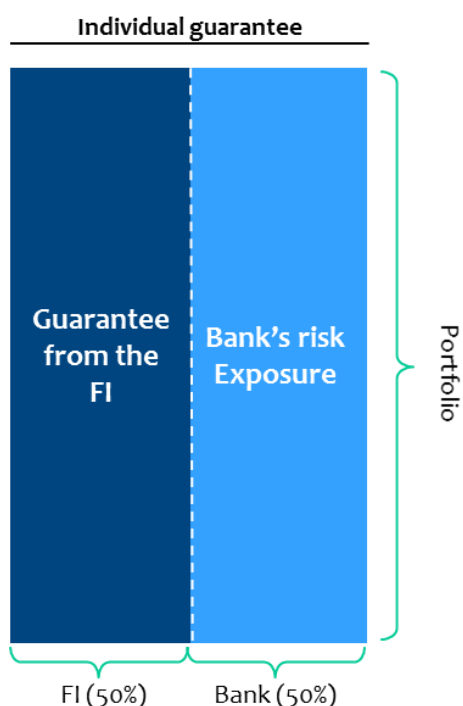 Individual guarantee
Guarantee
from the
FI
Bank's risk
Exposure
Portfolio
FI (50%)
Bank (50%)